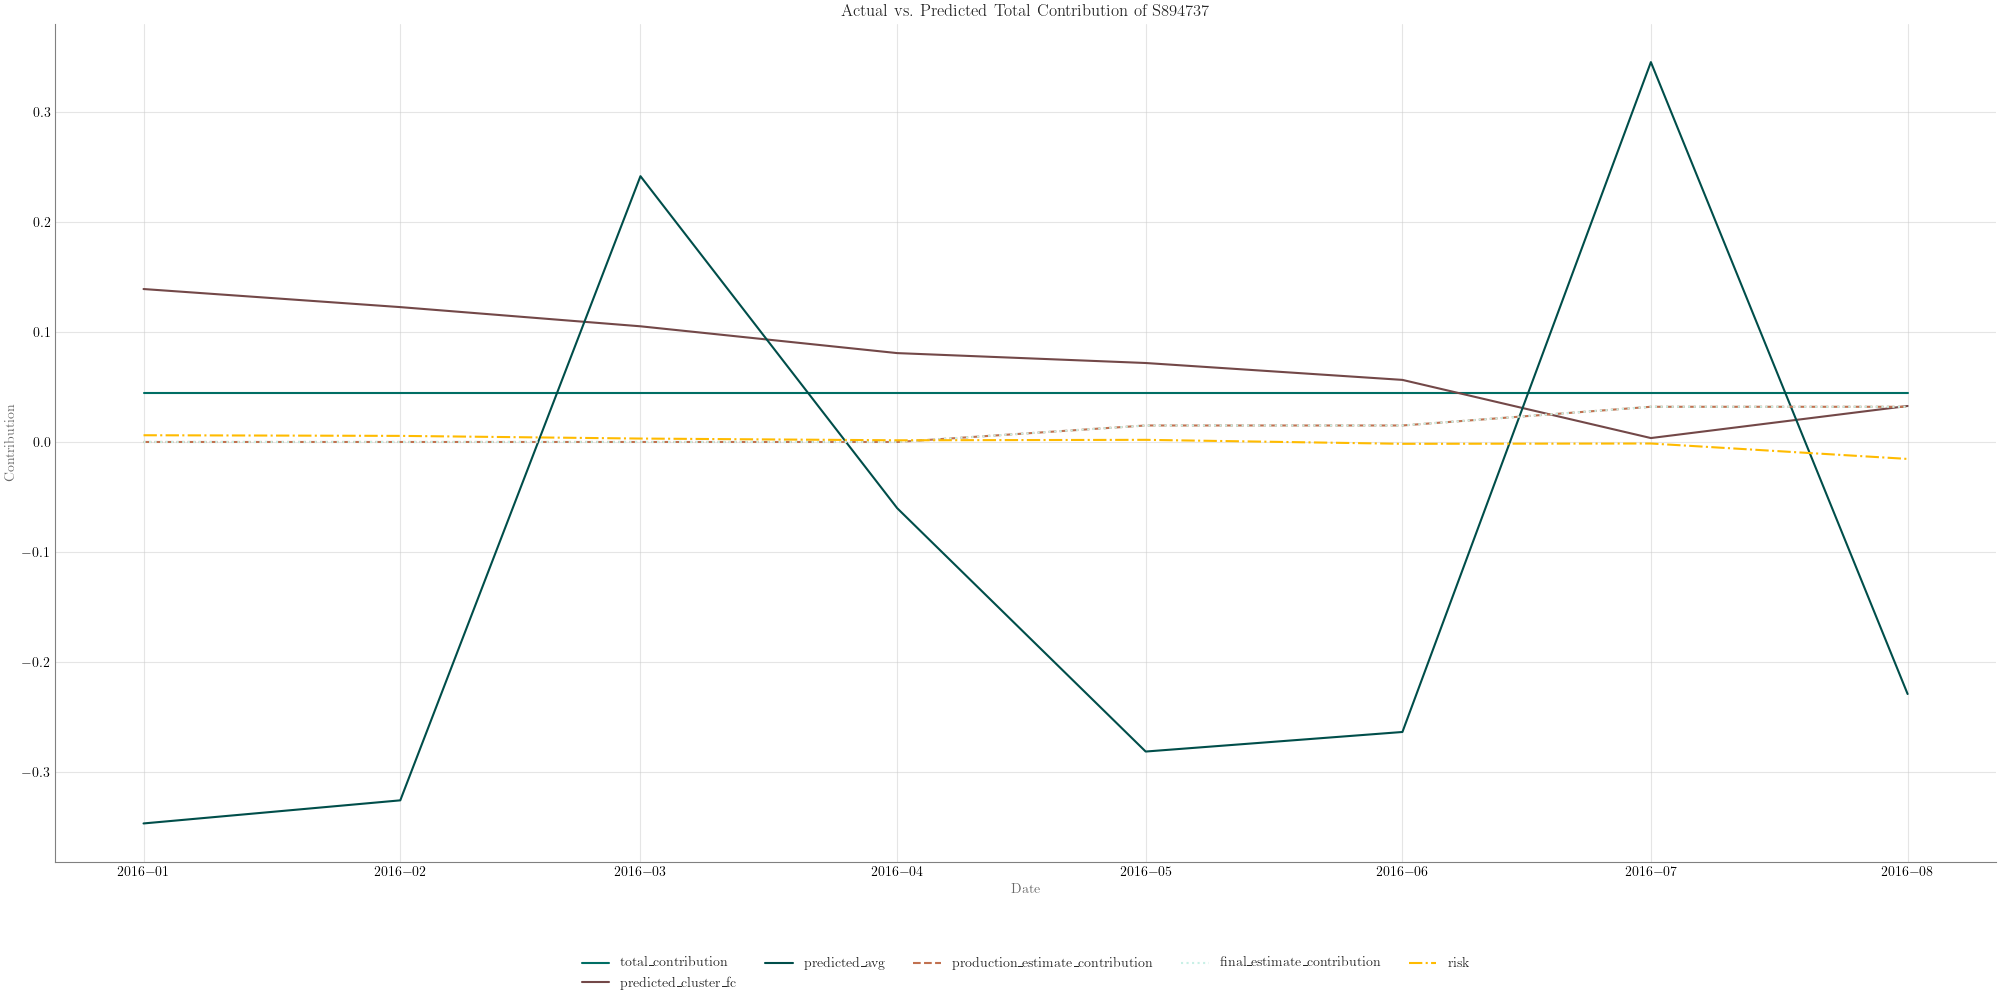 Actual vs. Predicted Total Contribution of S894737
Contribution
0.3
0.2
0.1
0.0
−0.1
−0.2
−0.3
2016−01 2016−02 2016−03 2016−04 2016−05 2016−06 2016−07 2016−08
Date
total_contribution predicted_avg production_estimate_contribution final_estimate_contribution risk
predicted_cluster_fc